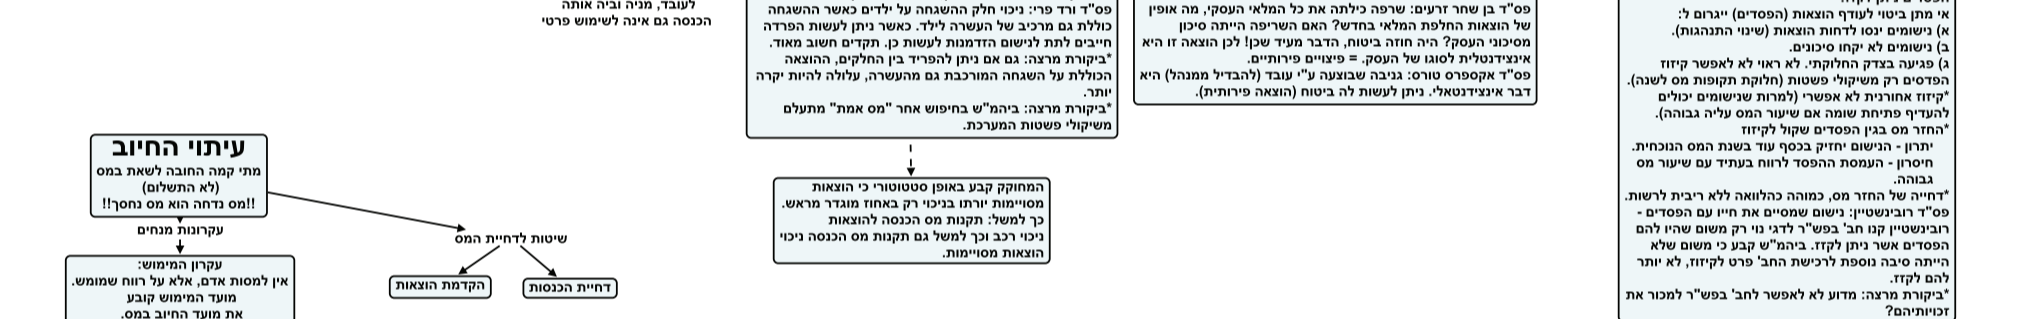 הפסדים ניתן לקזז.
אי מתן ביטוי לעודף הוצאות (הפסדים) ייגרום ל:
א) נישומים ינסו לדחות הוצאות (שינוי התנהגות).
ב) נישומים לא יקחו סיכונים.
ג) פגיעה בצדק החלוקתי. לא ראוי לא לאפשר קיזוז
הפדסים רק משיקולי פשטות (חלוקת תקופות מס לשנה).
*קיזוז אחורנית לא אפשרי (למרות שנישומים יכולים
להעדיף פתיחת שומה אם שיעור המס עליה גבוהה).
*החזר מס בגין הפסדים שקול לקיזוז
יתרון - הנישום יחזיק בכסף עוד בשנת המס הנוכחית.
חיסרון - העמסת ההפסד לרווח בעתיד עם שיעור מס
גבוהה.
*דחייה של החזר מס, כמוהה כהלוואה ללא ריבית לרשות.
פס"ד רובינשטיין: נישום שמסיים את חייו עם הפסדים -
רובינשטיין קנו חב' בפש"ר לדגי נוי רק משום שהיו להם
הפסדים אשר ניתן לקזז. ביהמ"ש קבע כי משום שלא
הייתה סיבה נוספת לרכישת החב' פרט לקיזוז, לא יותר
להם לקזז.
*ביקורת מרצה: מדוע לא לאפשר לחב' בפש"ר למכור את
זכויותיהם?
פס"ד בן שחר זרעים: שרפה כילתה את כל המלאי העסקי, מה אופין
של הוצאות החלפת המלאי בחדש? האם השריפה הייתה סיכון
מסיכוני העסק? היה חוזה ביטוח, הדבר מעיד שכן! לכן הוצאה זו היא
אינצידנטלית לסוגו של העסק. = פיצויים פירותיים.
פס"ד אקספרס טורס: גניבה שבוצעה ע"י עובד (להבדיל ממנהל) היא
דבר אינצידנטאלי. ניתן לעשות לה ביטוח (הוצאה פירותית).
פס"ד ורד פרי: ניכוי חלק ההשגחה על ילדים כאשר ההשגחה
כוללת גם מרכיב של העשרה לילד. כאשר ניתן לעשות הפרדה
חייבים לתת לנישום הזדמנות לעשות כן. תקדים חשוב מאוד.
*ביקורת מרצה: גם אם ניתן להפריד בין החלקים, ההוצאה
הכוללת על השגחה המורכבת גם מהעשרה, עלולה להיות יקרה
יותר.
*ביקורת מרצה: ביהמ"ש בחיפוש אחר "מס אמת" מתעלם
משיקולי פשטות המערכת.
המחוקק קבע באופן סטטוטורי כי הוצאות
מסויימות יורתו בניכוי רק באחוז מוגדר מראש.
כך למשל: תקנות מס הכנסה להוצאות
ניכוי רכב וכך למשל גם תקנות מס הכנסה ניכוי
הוצאות מסויימות.
לעובד, מניה וביה אותה
הכנסה גם אינה לשימוש פרטי
עיתוי החיוב
מתי קמה החובה לשאת במס
(לא התשלום)
!!מס נדחה הוא מס נחסך!!
עקרונות מנחים
עקרון המימוש:
אין למסות אדם, אלא על רווח שמומש.
מועד המימוש קובע
את מועד החיוב במס.
שיטות לדחיית המס
דחיית הכנסות
הקדמת הוצאות